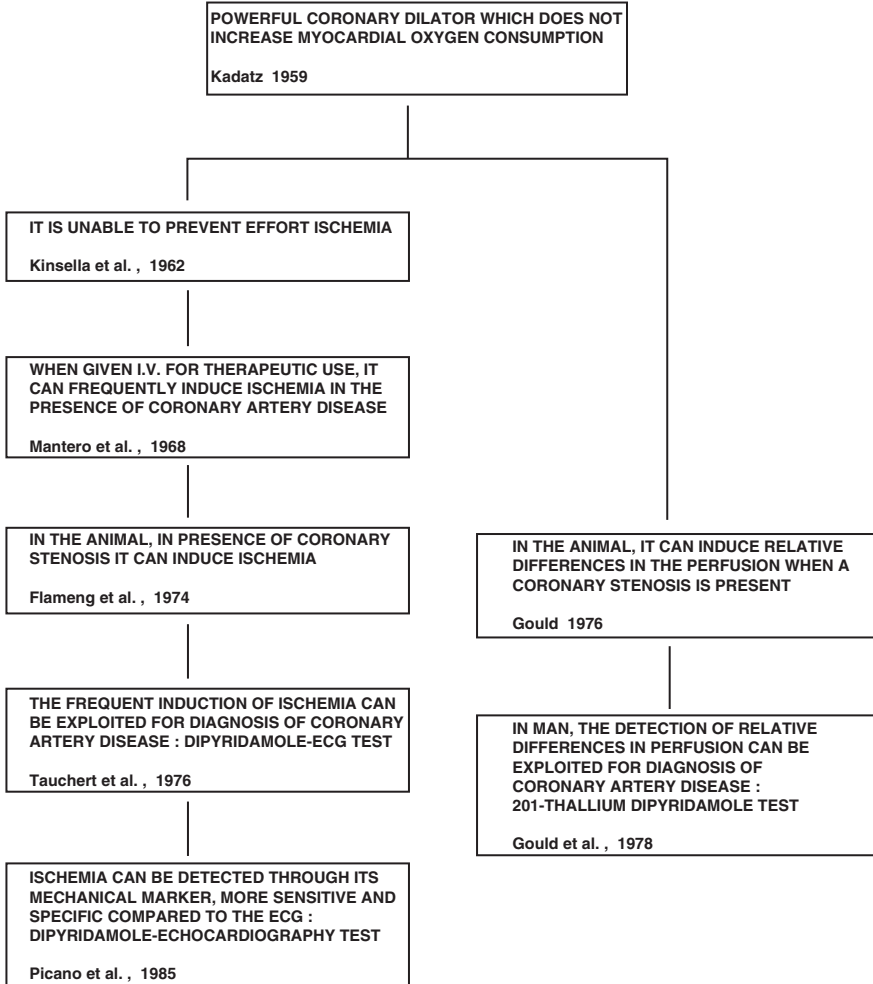 POWERFUL CORONARY DILATOR WHICH DOES NOT
INCREASE MYOCARDIAL OXYGEN CONSUMPTION
Kadatz 1959
IT IS UNABLE TO PREVENT EFFORT ISCHEMIA
Kinsella et al. , 1962
WHEN GIVEN I.V. FOR THERAPEUTIC USE, IT
CAN FREQUENTLY INDUCE ISCHEMIA IN THE
PRESENCE OF CORONARY ARTERY DISEASE
Mantero et al. , 1968
IN THE ANIMAL, IN PRESENCE OF CORONARY
STENOSIS IT CAN INDUCE ISCHEMIA
Flameng et al. , 1974
THE FREQUENT INDUCTION OF ISCHEMIA CAN
BE EXPLOITED FOR DIAGNOSIS OF CORONARY
ARTERY DISEASE : DIPYRIDAMOLE-ECG TEST
Tauchert et al. , 1976
ISCHEMIA CAN BE DETECTED THROUGH ITS
MECHANICAL MARKER, MORE SENSITIVE AND
SPECIFIC COMPARED TO THE ECG :
DIPYRIDAMOLE-ECHOCARDIOGRAPHY TEST
Picano et al. , 1985
IN THE ANIMAL, IT CAN INDUCE RELATIVE
DIFFERENCES IN THE PERFUSION WHEN A
CORONARY STENOSIS IS PRESENT
Gould 1976
IN MAN, THE DETECTION OF RELATIVE
DIFFERENCES IN PERFUSION CAN BE
EXPLOITED FOR DIAGNOSIS OF
CORONARY ARTERY DISEASE :
201-THALLIUM DIPYRIDAMOLE TEST
Gould et al. , 1978